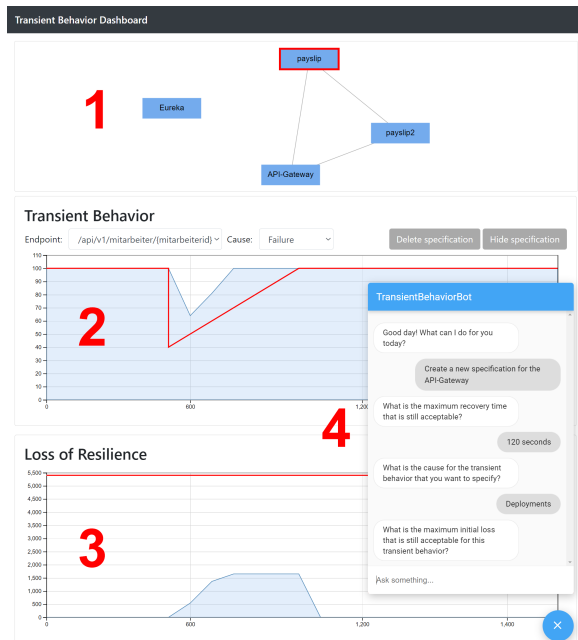 Transient Behavior Dashboard
payslip
1
Eureka
payslip2
API-Gateway
Transient Behavior
Endpoint: /api/v1/mitarbeiter/{mitarbeiterid} Cause: Failure Delete specification Hide specification
110
100
90
80
70
60
50
40
30
20
10
0
0 600 1,200
2
TransientBehaviorBot
Good day! What can I do for you
today?
Create a new specification for the
API-Gateway
What is the maximum recovery time
that is still acceptable?
120 seconds
What is the cause for the transient
behavior that you want to specify?
Deployments
What is the maximum initial loss
that is still acceptable for this
transient behavior?
Ask something...
4
Loss of Resilience
5,500
5,000
4,500
4,000
3,500
3,000
2,500
2,000
1,500
1,000
500
0
0 600 1,200 1,400
3